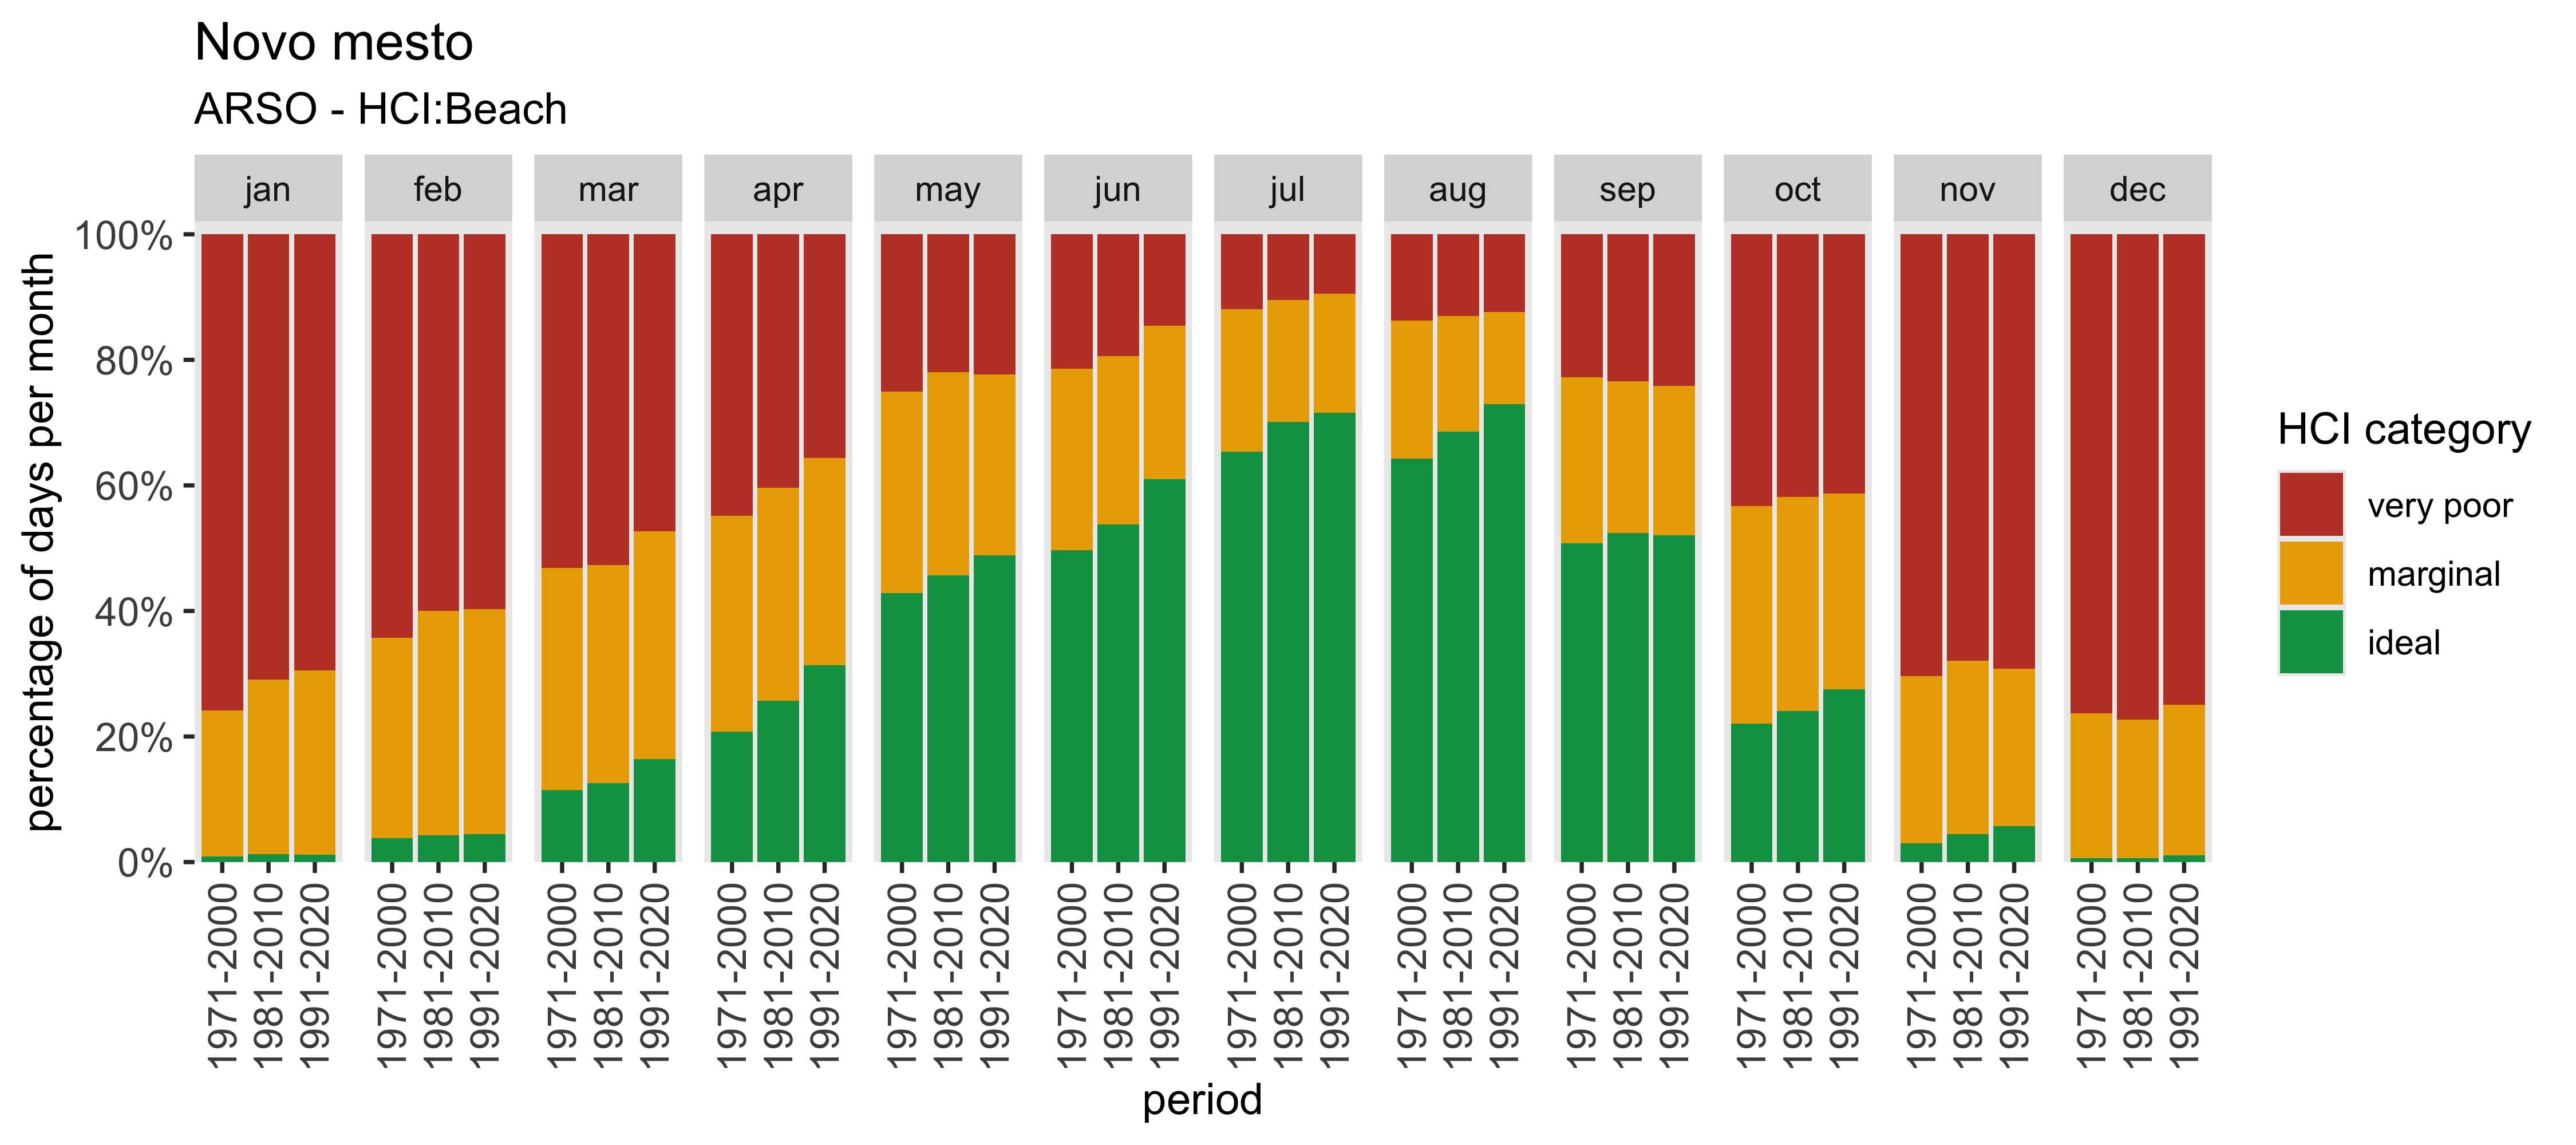 Novo mesto
ARSO - HCI:Beach
jan feb mar apr may jun jul aug sep oct nov dec
percentage of days per month
100%
80%
60%
40%
20%
0%
1971-2000 1981-2010 1991-2020 1971-2000 1981-2010 1991-2020 1971-2000 1981-2010 1991-2020 1971-2000 1981-2010 1991-2020 1971-2000 1981-2010 1991-2020 1971-2000 1981-2010 1991-2020 1971-2000 1981-2010 1991-2020 1971-2000 1981-2010 1991-2020 1971-2000 1981-2010 1991-2020 1971-2000 1981-2010 1991-2020 1971-2000 1981-2010 1991-2020 1971-2000 1981-2010 1991-2020
period
HCI category
very poor
marginal
ideal